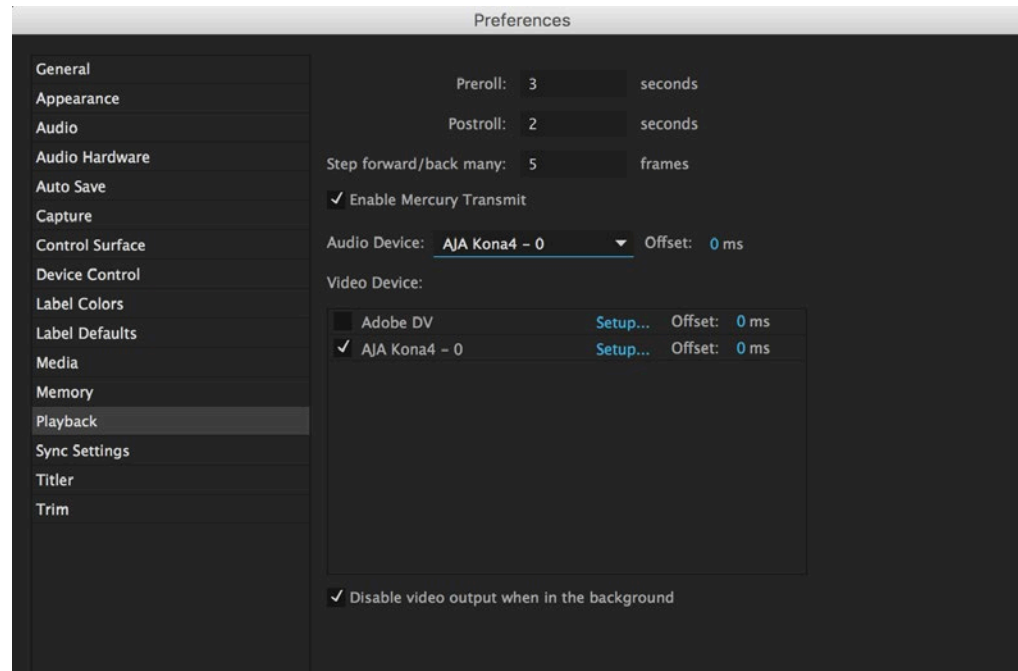 Preferences
General
Appearance
Audio
Audio Hardware
Auto Save
Capture
Control Surface
Device Control
Label Colors
Label Defaults
Media
Memory
Playback
Sync Settings
Titler
Trim
Preroll: 3 seconds
Postroll: 2 seconds
Step forward/back many: 5 frames
Enable Mercury Transmit
Audio Device: AJA Kona4 – 0 Offset: 0 ms
Video Device:
Adobe DV Setup... Offset: 0 ms
AJA Kona4 – 0 Setup... Offset: 0 ms
Disable video output when in the background